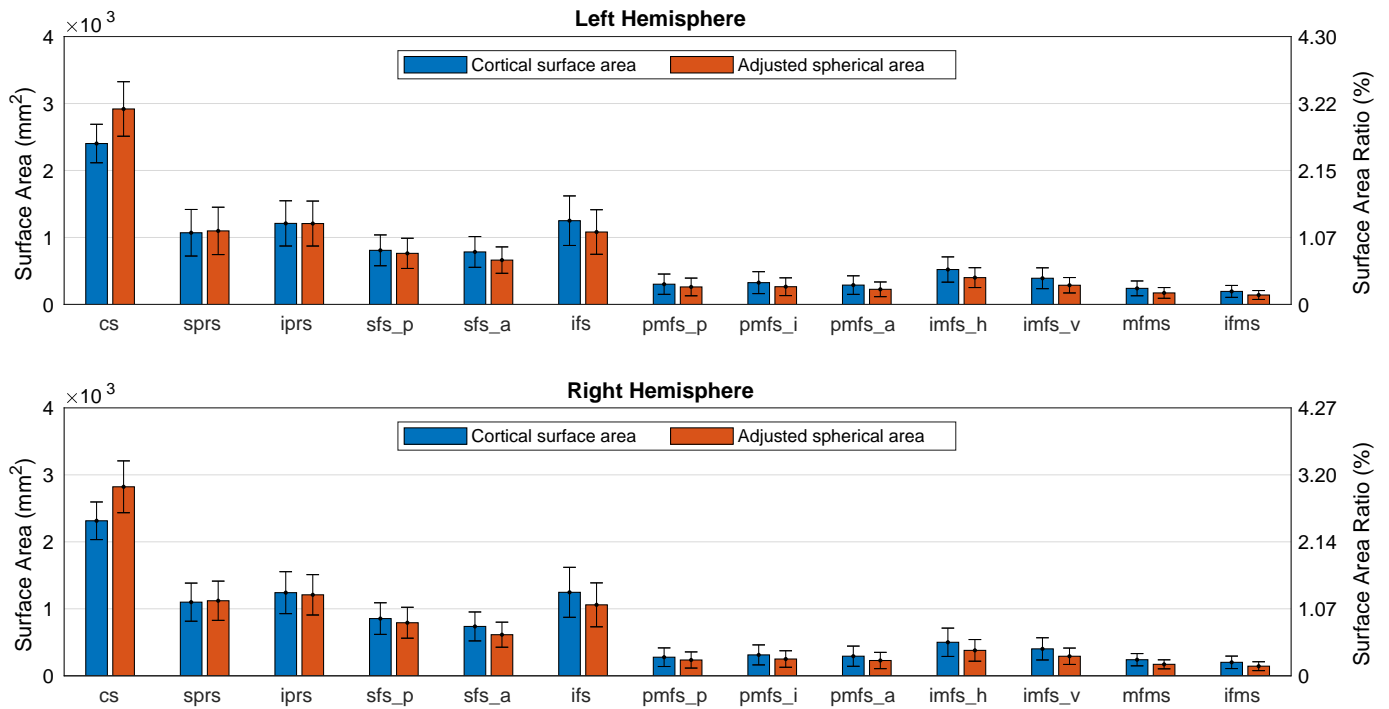 Left Hemisphere
×10³
Cortical surface area Adjusted spherical area
Surface Area (mm²)
4
3
2
1
0
Surface Area Ratio (%)
4.30
3.22
2.15
1.07
0
cs sprs iprs sfs_p sfs_a ifs pmfs_p pmfs_i pmfs_a imfs_h imfs_v mfms ifms
Right Hemisphere
×10³
Cortical surface area Adjusted spherical area
Surface Area (mm²)
4
3
2
1
0
Surface Area Ratio (%)
4.27
3.20
2.14
1.07
0
cs sprs iprs sfs_p sfs_a ifs pmfs_p pmfs_i pmfs_a imfs_h imfs_v mfms ifms